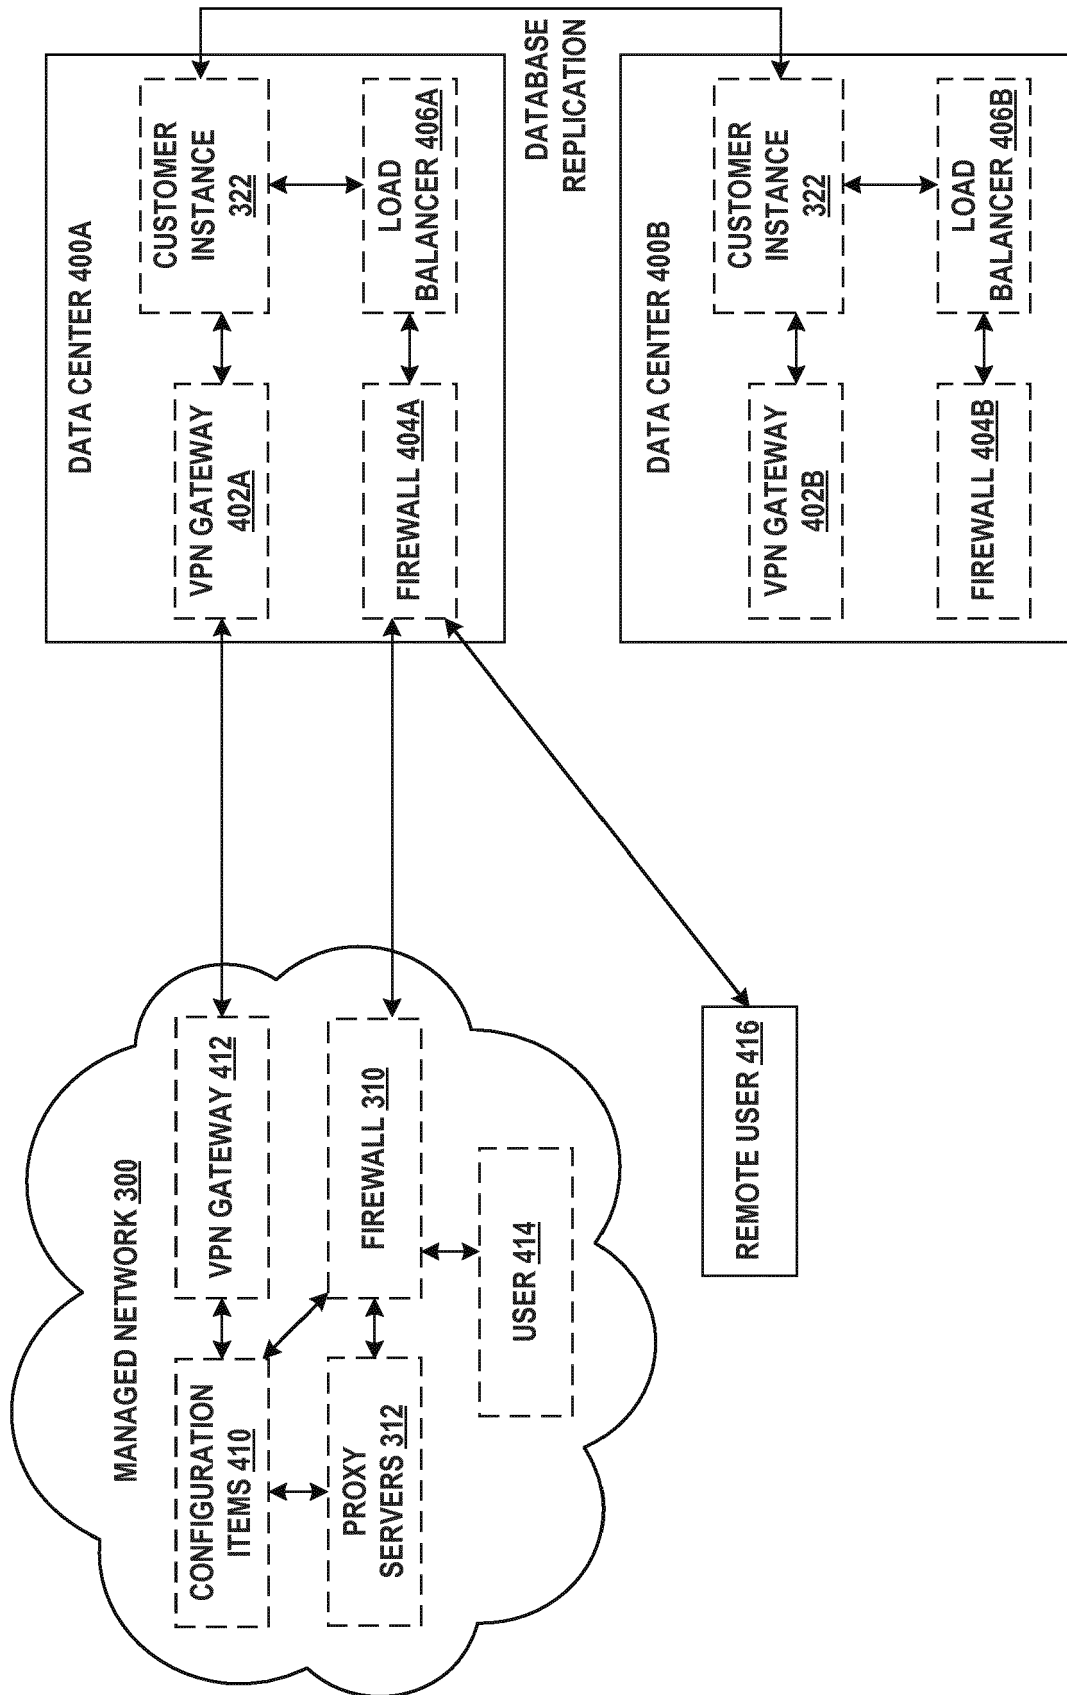 MANAGED NETWORK 300
CONFIGURATION
ITEMS 410
VPN GATEWAY 412
PROXY
SERVERS 312
FIREWALL 310
USER 414
REMOTE USER 416
DATA CENTER 400A
VPN GATEWAY
402A
CUSTOMER
INSTANCE
322
FIREWALL 404A
LOAD
BALANCER 406A
DATABASE
REPLICATION
DATA CENTER 400B
VPN GATEWAY
402B
CUSTOMER
INSTANCE
322
FIREWALL 404B
LOAD
BALANCER 406B